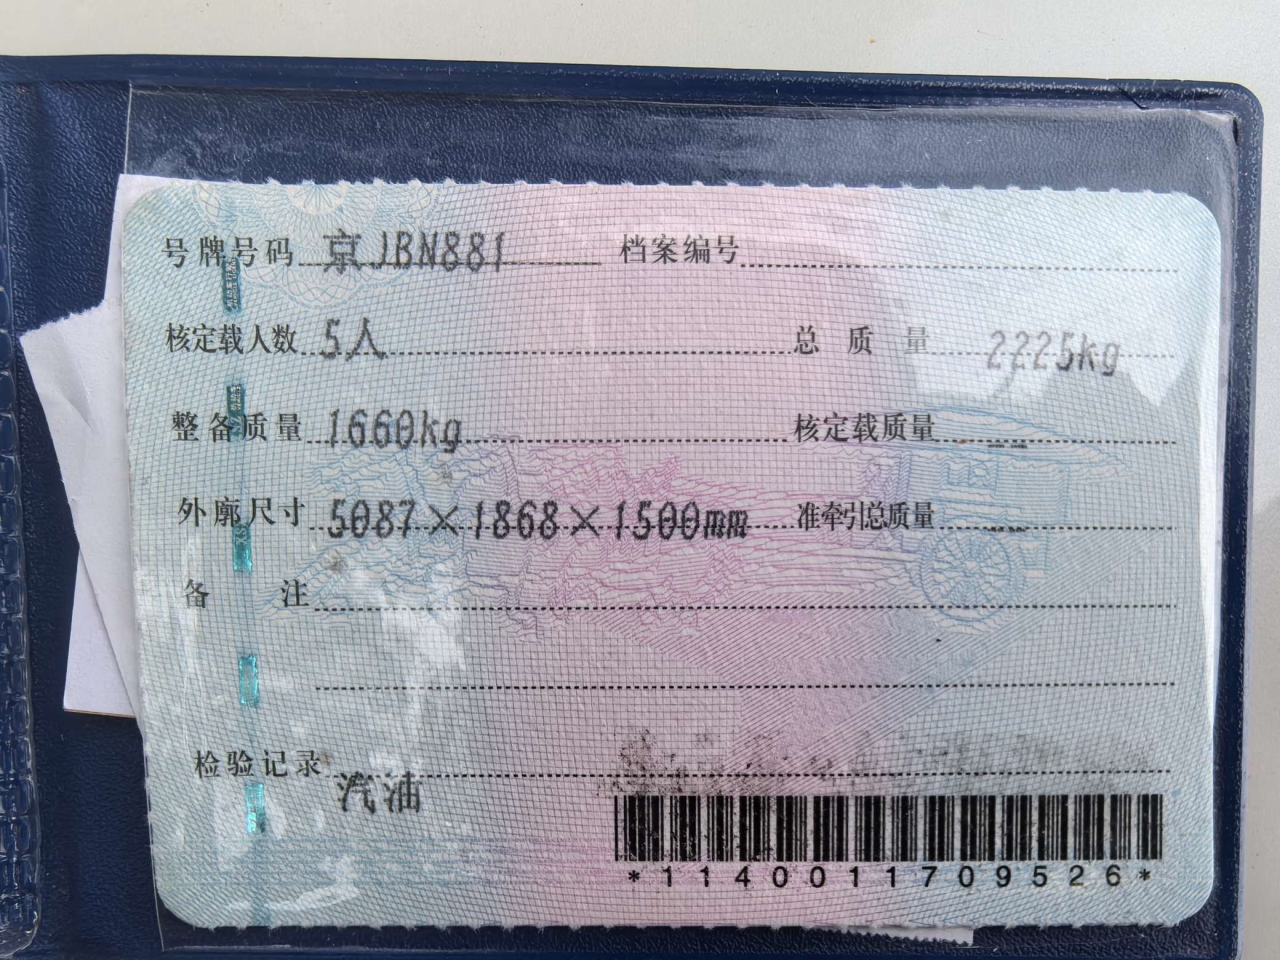 号牌号码 京JBN881 档案编号
核定载人数 5人 总质量 2225kg
整备质量 1660kg 核定载质量 --
外廓尺寸 5087×1868×1500mm 准牵引总质量 --
备注
检验记录
汽油
*1140011709526*